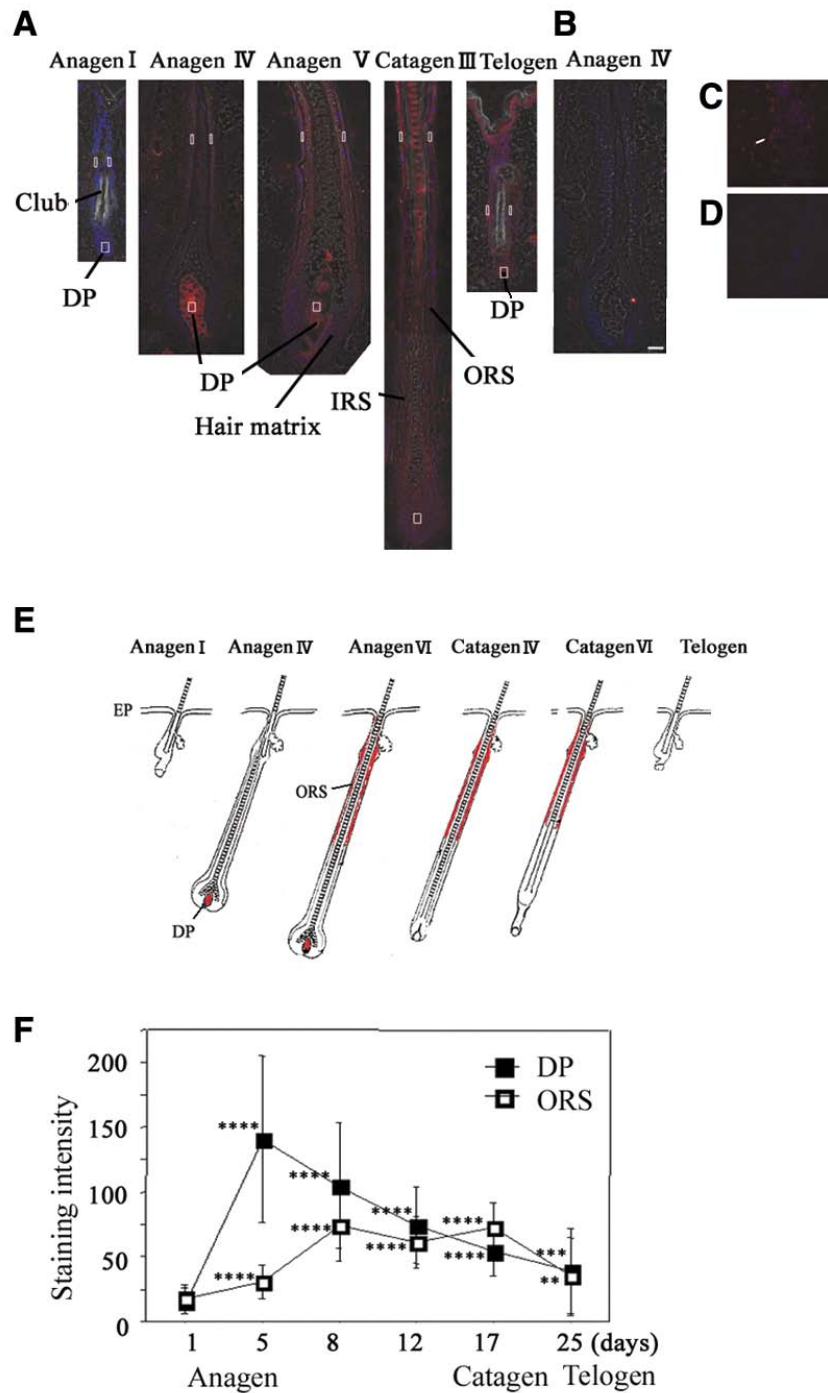 A
B
Anagen I Anagen Ⅳ Anagen Ⅴ Catagen Ⅲ Telogen
Anagen Ⅳ
C
D
Club
DP
DP
Hair matrix
IRS
ORS
DP
E
Anagen I Anagen Ⅳ Anagen Ⅵ Catagen Ⅳ Catagen Ⅵ Telogen
EP
ORS
DP
F
Staining intensity
200
150
100
50
0
DP
ORS
**** **** **** ****
**** **** **** ****
***
**
1 5 8 12 17 25 (days)
Anagen Catagen Telogen